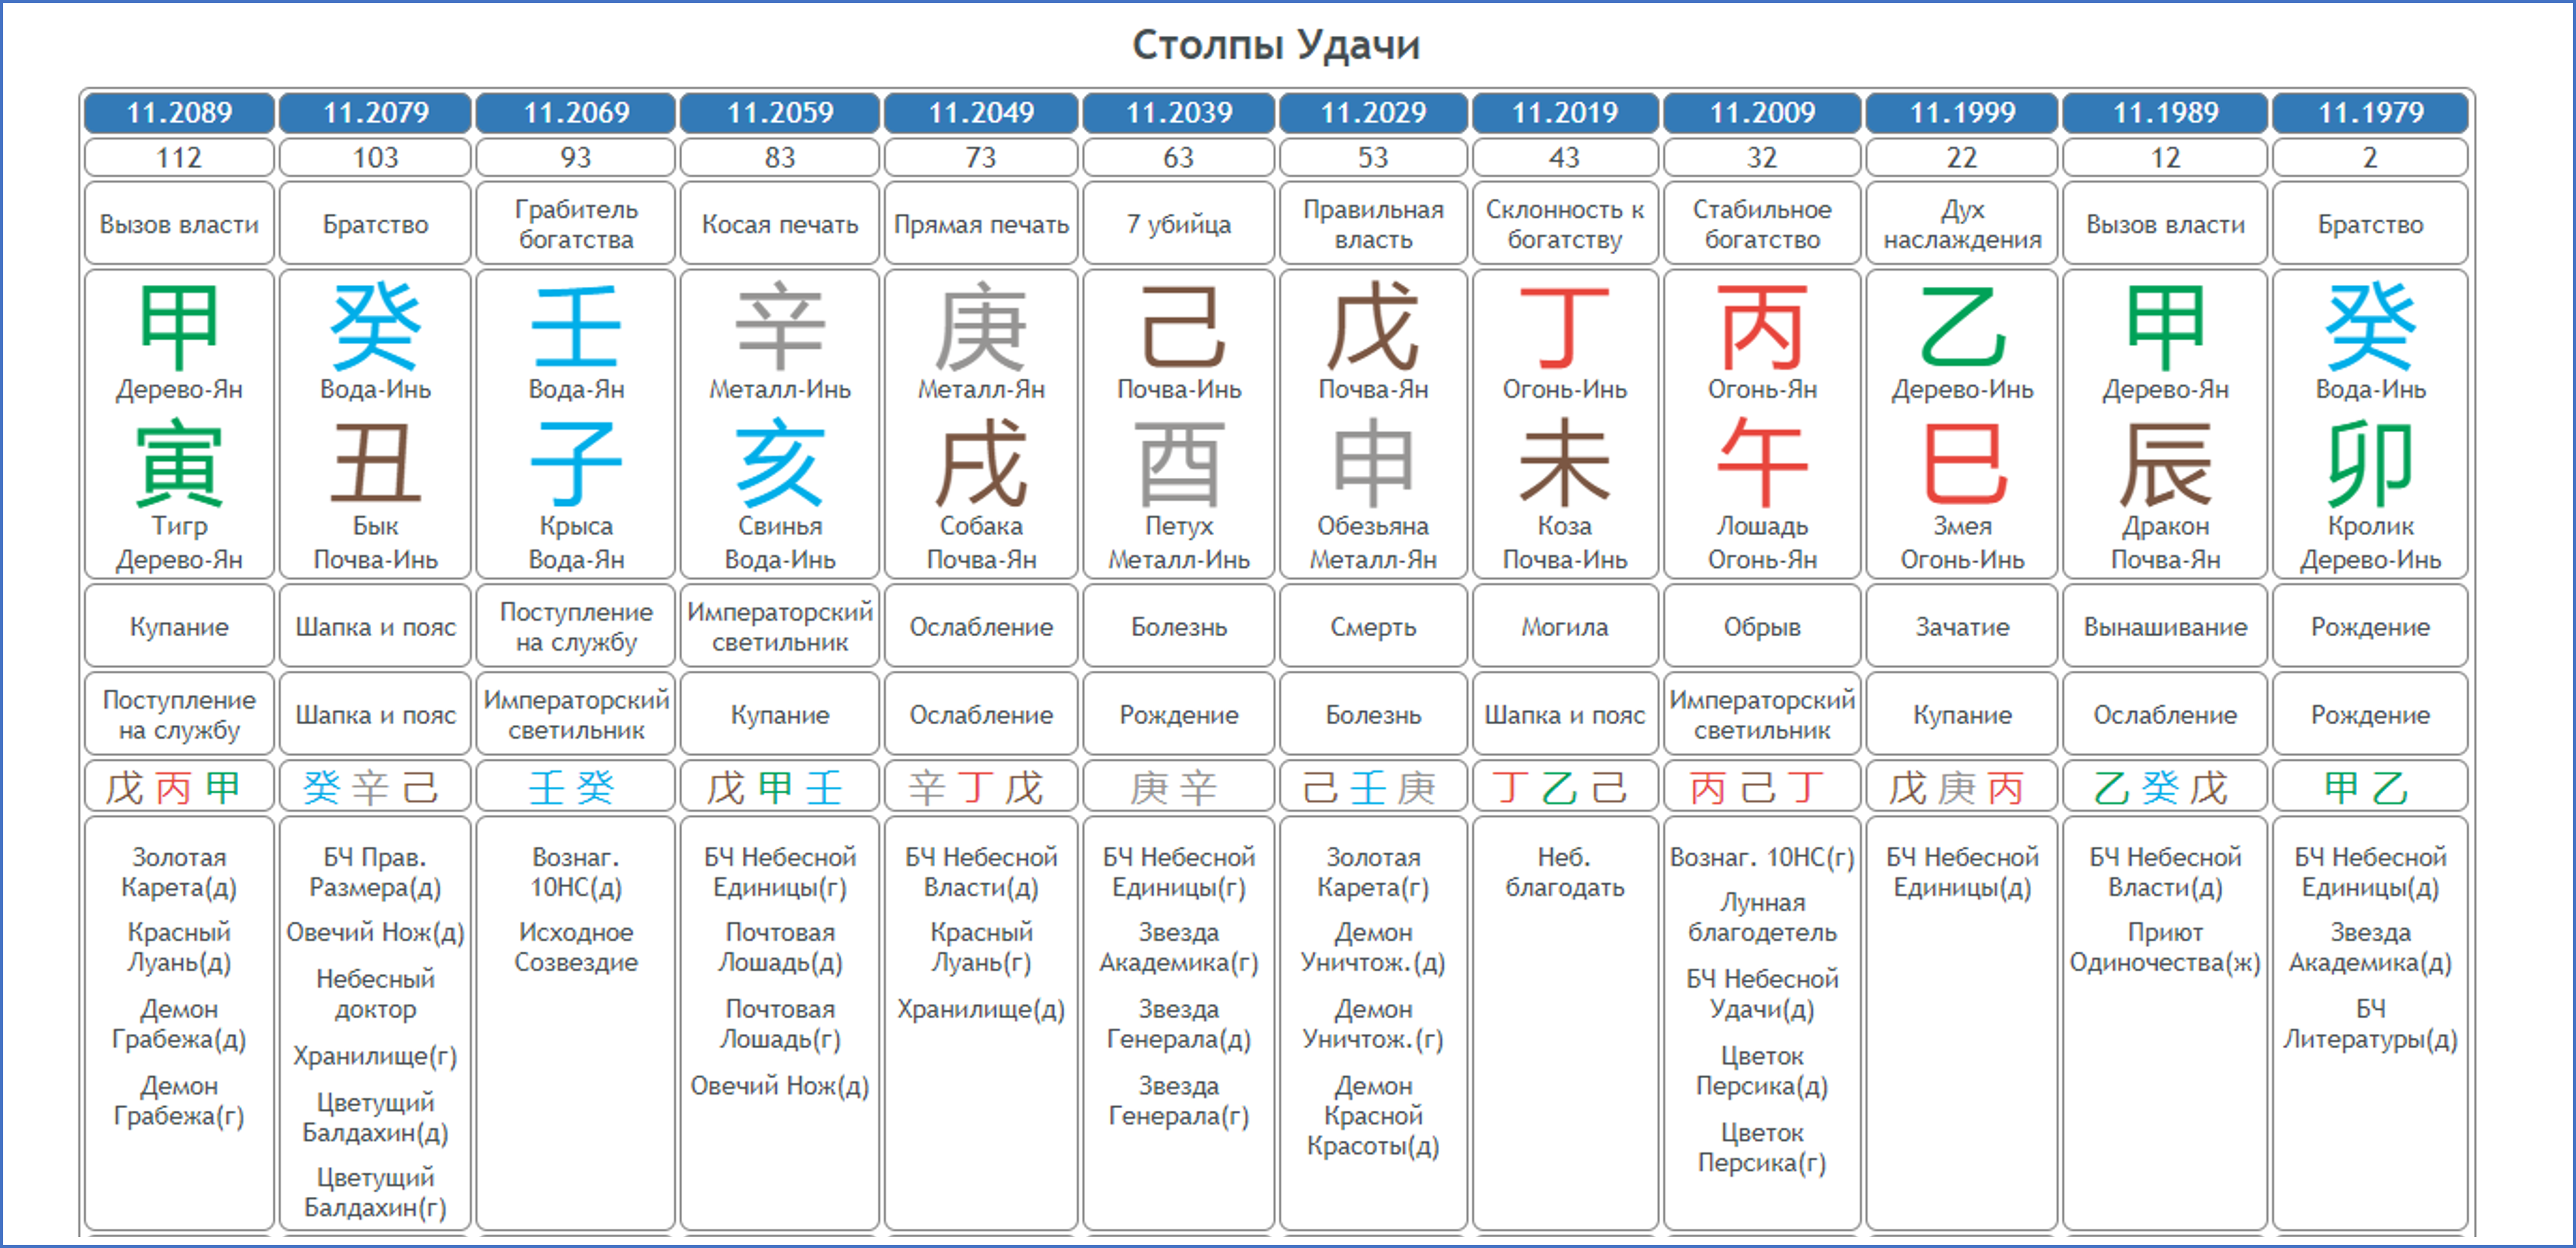 Столпы Удачи
11.2089 11.2079 11.2069 11.2059 11.2049 11.2039 11.2029 11.2019 11.2009 11.1999 11.1989 11.1979
112 103 93 83 73 63 53 43 32 22 12 2
Вызов власти Братство Грабитель богатства Косая печать Прямая печать 7 убийца Правильная власть Склонность к богатству Стабильное богатство Дух наслаждения Вызов власти Братство
甲 癸 壬 辛 庚 己 戊 丁 丙 乙 甲 癸
Дерево-Ян Вода-Инь Вода-Ян Металл-Инь Металл-Ян Почва-Инь Почва-Ян Огонь-Инь Огонь-Ян Дерево-Инь Дерево-Ян Вода-Инь
寅 丑 子 亥 戌 酉 申 未 午 巳 辰 卯
Тигр Бык Крыса Свинья Собака Петух Обезьяна Коза Лошадь Змея Дракон Кролик
Дерево-Ян Почва-Инь Вода-Ян Вода-Инь Почва-Ян Металл-Инь Металл-Ян Почва-Инь Огонь-Ян Огонь-Инь Почва-Ян Дерево-Инь
Купание Шапка и пояс Поступление на службу Императорский светильник Ослабление Болезнь Смерть Могила Обрыв Зачатие Вынашивание Рождение
Поступление на службу Шапка и пояс Императорский светильник Купание Ослабление Рождение Болезнь Шапка и пояс Императорский светильник Купание Ослабление Рождение
戊 丙 甲 癸 辛 己 壬 癸 戊 甲 壬 辛 丁 戊 庚 辛 己 壬 庚 丁 乙 己 丙 己 丁 戊 庚 丙 乙 癸 戊 甲 乙
Золотая
Карета(д)
Красный
Луань(д)
Демон
Грабежа(д)
Демон
Грабежа(г)
БЧ Прав.
Размера(д)
Овечий Нож(д)
Небесный
доктор
Хранилище(г)
Цветущий
Балдахин(д)
Цветущий
Балдахин(г)
Вознаг.
10НС(д)
Исходное
Созвездие
БЧ Небесной
Единицы(г)
Почтовая
Лошадь(д)
Почтовая
Лошадь(г)
Овечий Нож(д)
БЧ Небесной
Власти(д)
Красный
Луань(г)
Хранилище(д)
БЧ Небесной
Единицы(г)
Звезда
Академика(г)
Звезда
Генерала(д)
Звезда
Генерала(г)
Золотая
Карета(г)
Демон
Уничтож.(д)
Демон
Уничтож.(г)
Демон
Красной
Красоты(д)
Неб.
благодать
Вознаг. 10НС(г)
Лунная
благодетель
БЧ Небесной
Удачи(д)
Цветок
Персика(д)
Цветок
Персика(г)
БЧ Небесной
Единицы(д)
БЧ Небесной
Власти(д)
Приют
Одиночества(ж)
БЧ Небесной
Единицы(д)
Звезда
Академика(д)
БЧ
Литературы(д)